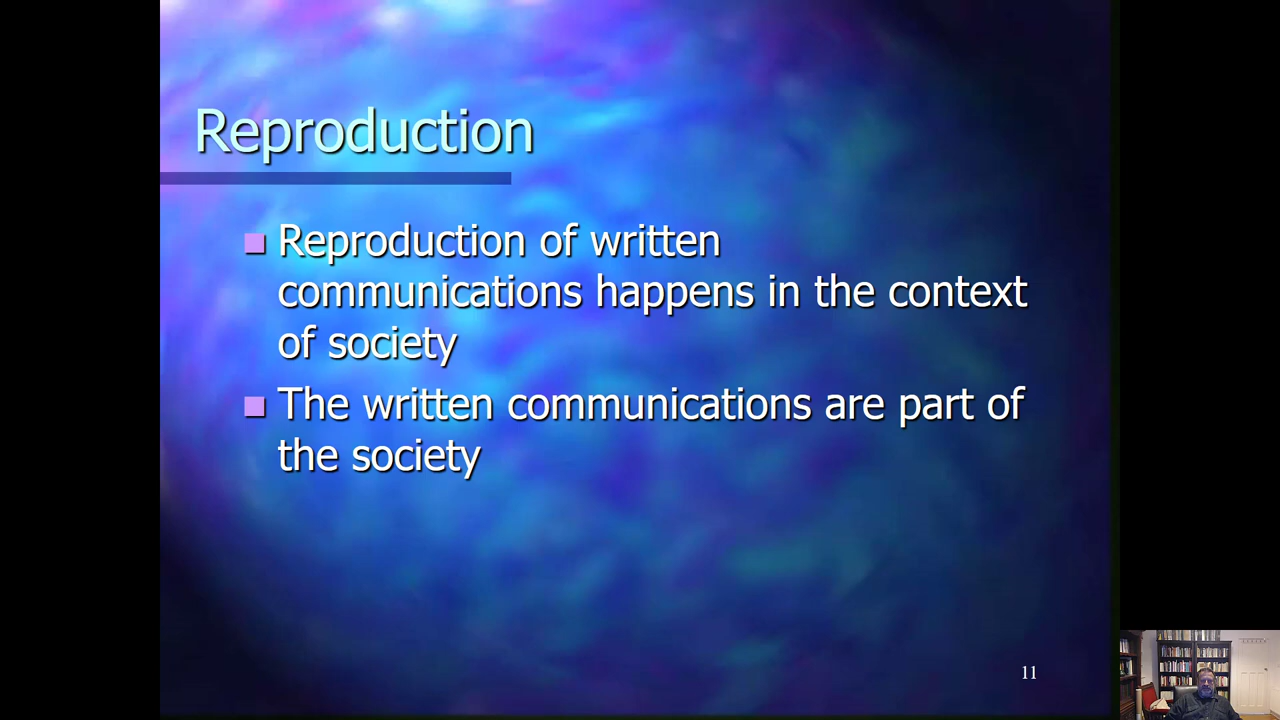 Reproduction
Reproduction of written
communications happens in the context
of society
The written communications are part of
the society
11